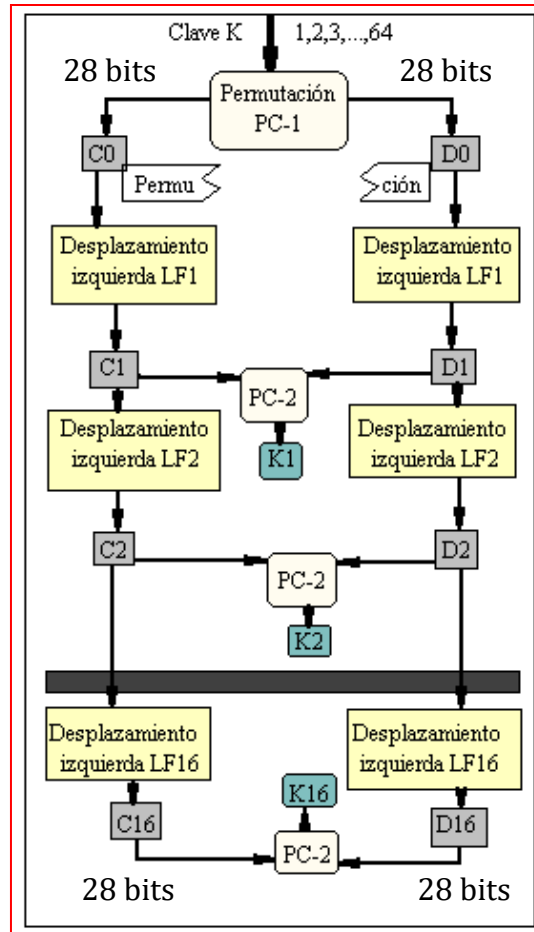 Clave K
1,2,3,...,64
28 bits
28 bits
Permutación
PC-1
C0
D0
Permu
ción
Desplazamiento
izquierda LF1
Desplazamiento
izquierda LF1
C1
D1
PC-2
K1
Desplazamiento
izquierda LF2
Desplazamiento
izquierda LF2
C2
D2
PC-2
K2
Desplazamiento
izquierda LF16
Desplazamiento
izquierda LF16
K16
C16
D16
PC-2
28 bits
28 bits